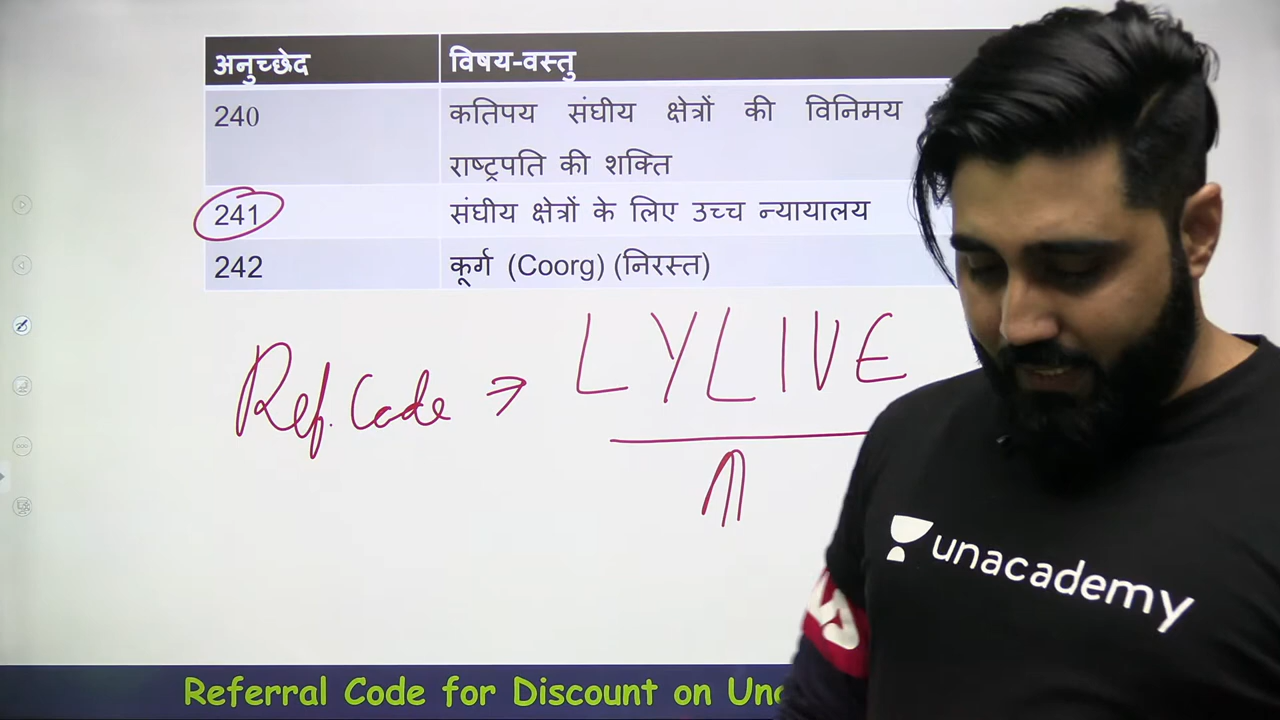 अनुच्छेद विषय-वस्तु
240 कतिपय संघीय क्षेत्रों की विनिमय
राष्ट्रपति की शक्ति
241 संघीय क्षेत्रों के लिए उच्च न्यायालय
242 कूर्ग (Coorg) (निरस्त)
Ref. Code ⇒ LYLIVE
unacademy
Referral Code for Discount on